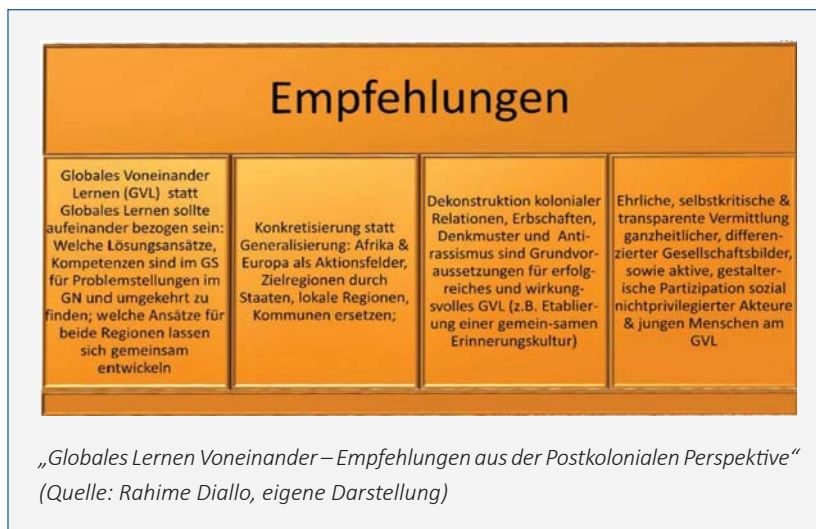 Empfehlungen
Globales Voneinander
Lernen (GVL) statt
Globales Lernen sollte
aufeinander bezogen sein:
Welche Lösungsansätze,
Kompetenzen sind im GS
für Problemstellungen im
GN und umgekehrt zu
finden; welche Ansätze für
beide Regionen lassen
sich gemeinsam
entwickeln
Konkretisierung statt
Generalisierung: Afrika &
Europa als Aktionsfelder,
Zielregionen durch
Staaten, lokale Regionen,
Kommunen ersetzen;
Dekonstruktion kolonialer
Relationen, Erbschaften,
Denkmuster und Anti-
rassismus sind Grundvor-
aussetzungen für erfolg-
reiches und wirkungs-
volles GVL (z.B. Etablier-
ung einer gemein-samen
Erinnerungskultur)
Ehrliche, selbstkritische &
transparente Vermittlung
ganzheitlicher, differen-
zierter Gesellschaftsbilder,
sowie aktive, gestalter-
ische Partizipation sozial
nichtprivilegierter Akteure
& jungen Menschen am
GVL
„Globales Lernen Voneinander – Empfehlungen aus der Postkolonialen Perspektive“
(Quelle: Rahime Diallo, eigene Darstellung)